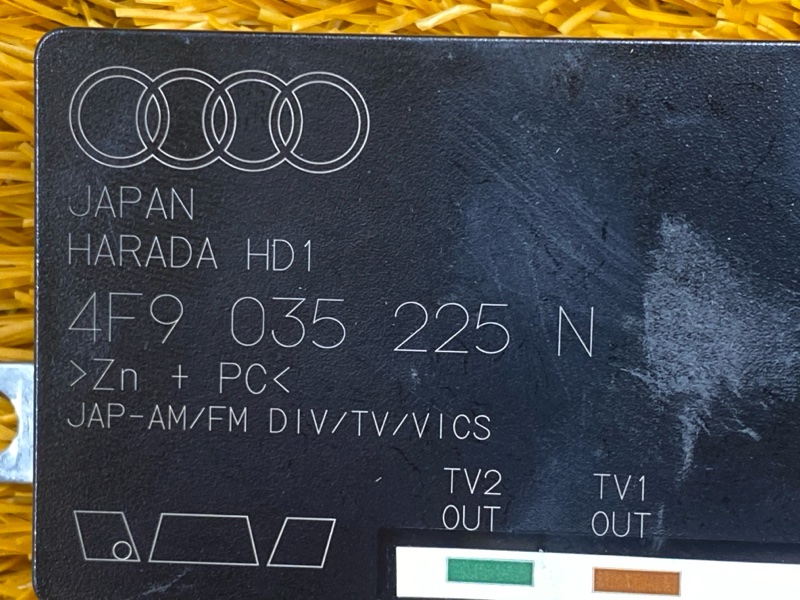 JAPAN
HARADA HD1
4F9 035 225 N
>Zn + PC<
JAP-AM/FM DIV/TV/VICS
TV2 TV1
OUT OUT